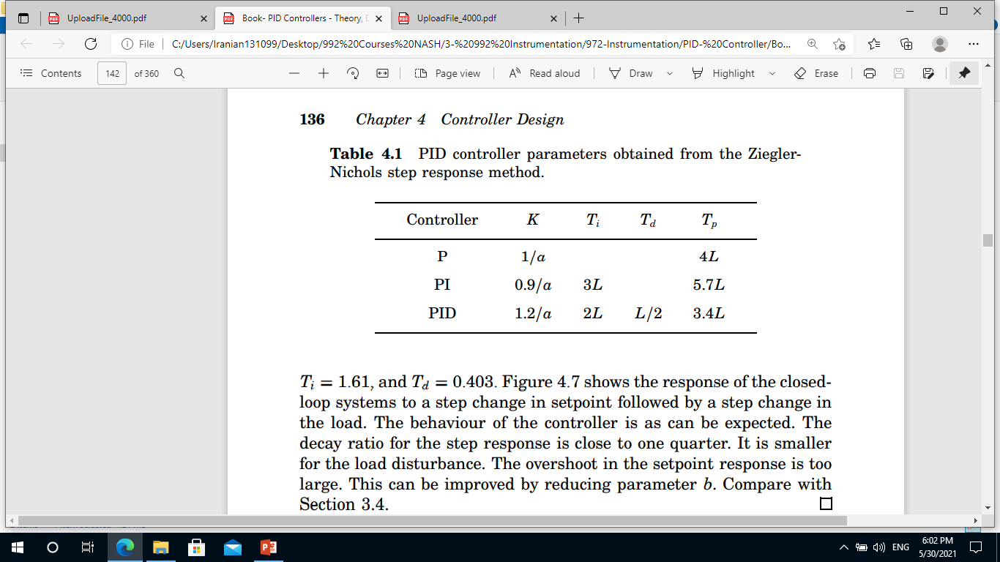 UploadFile_4000.pdf
Book- PID Controllers - Theory, D
UploadFile_4000.pdf
File
C:/Users/Iranian131099/Desktop/992%20Courses%20NASH/3-%20992%20Instrumentation/972-Instrumentation/PID-%20Controller/Bo...
Contents
142
of 360
Page view
Read aloud
Draw
Highlight
Erase
136 Chapter 4 Controller Design
Table 4.1 PID controller parameters obtained from the Ziegler-
Nichols step response method.
Controller K Tᵢ T_d Tₚ
P 1/a 4L
PI 0.9/a 3L 5.7L
PID 1.2/a 2L L/2 3.4L
Tᵢ = 1.61, and T_d = 0.403. Figure 4.7 shows the response of the closed-
loop systems to a step change in setpoint followed by a step change in
the load. The behaviour of the controller is as can be expected. The
decay ratio for the step response is close to one quarter. It is smaller
for the load disturbance. The overshoot in the setpoint response is too
large. This can be improved by reducing parameter b. Compare with
Section 3.4.
ENG
6:02 PM
5/30/2021